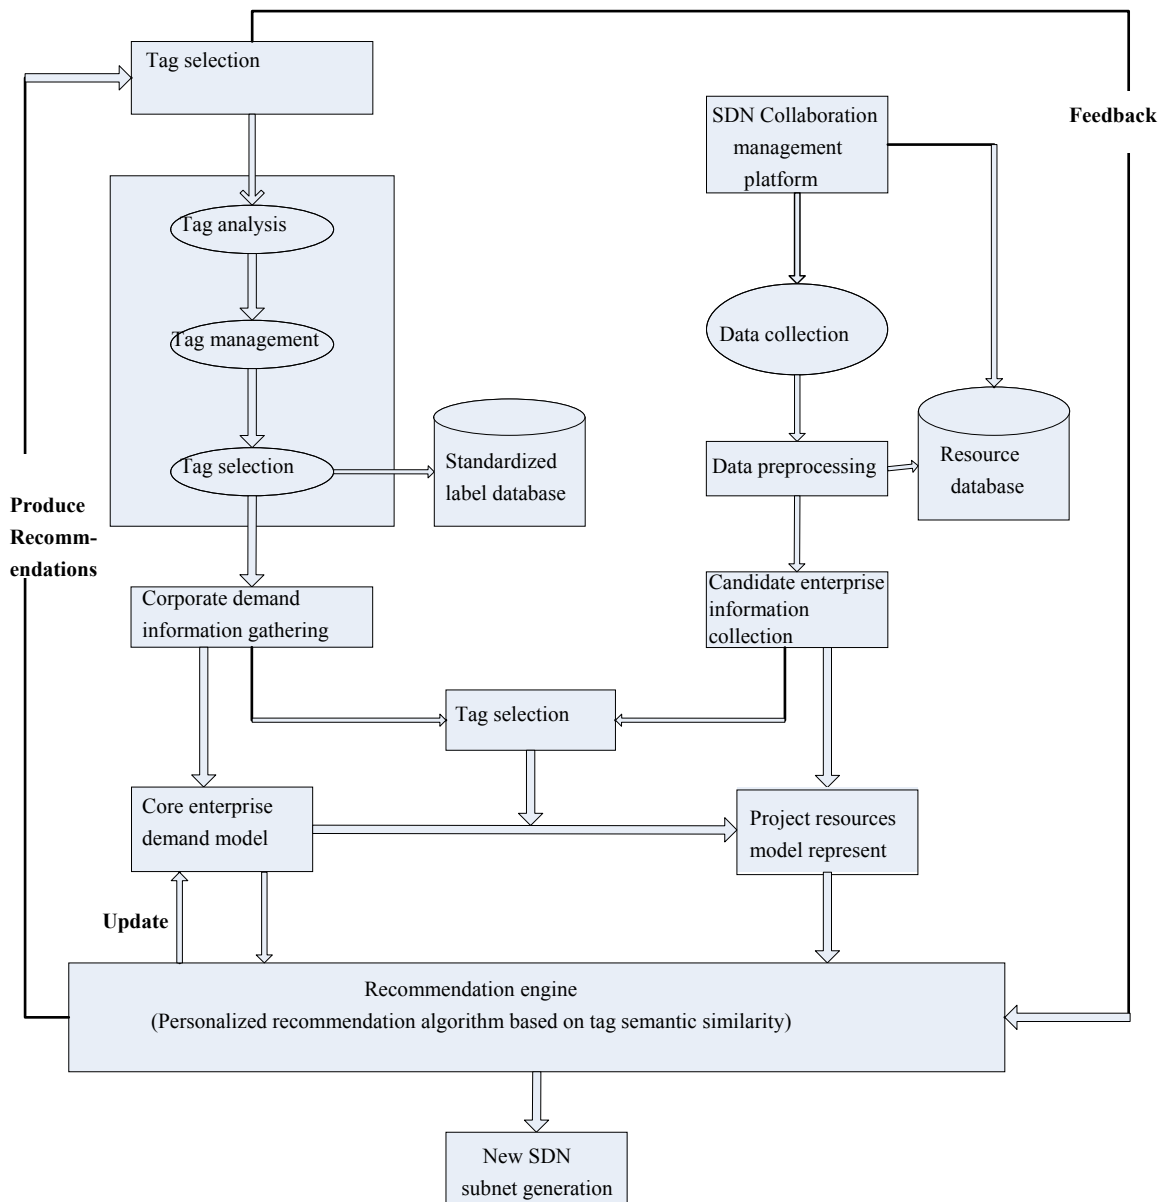 Tag selection
Feedback
SDN Collaboration
management
platform
Tag analysis
Tag management
Data collection
Tag selection
Standardized
label database
Data preprocessing
Resource
database
Produce
Recomm-
endations
Corporate demand
information gathering
Candidate enterprise
information
collection
Tag selection
Core enterprise
demand model
Project resources
model represent
Update
Recommendation engine
(Personalized recommendation algorithm based on tag semantic similarity)
New SDN
subnet generation